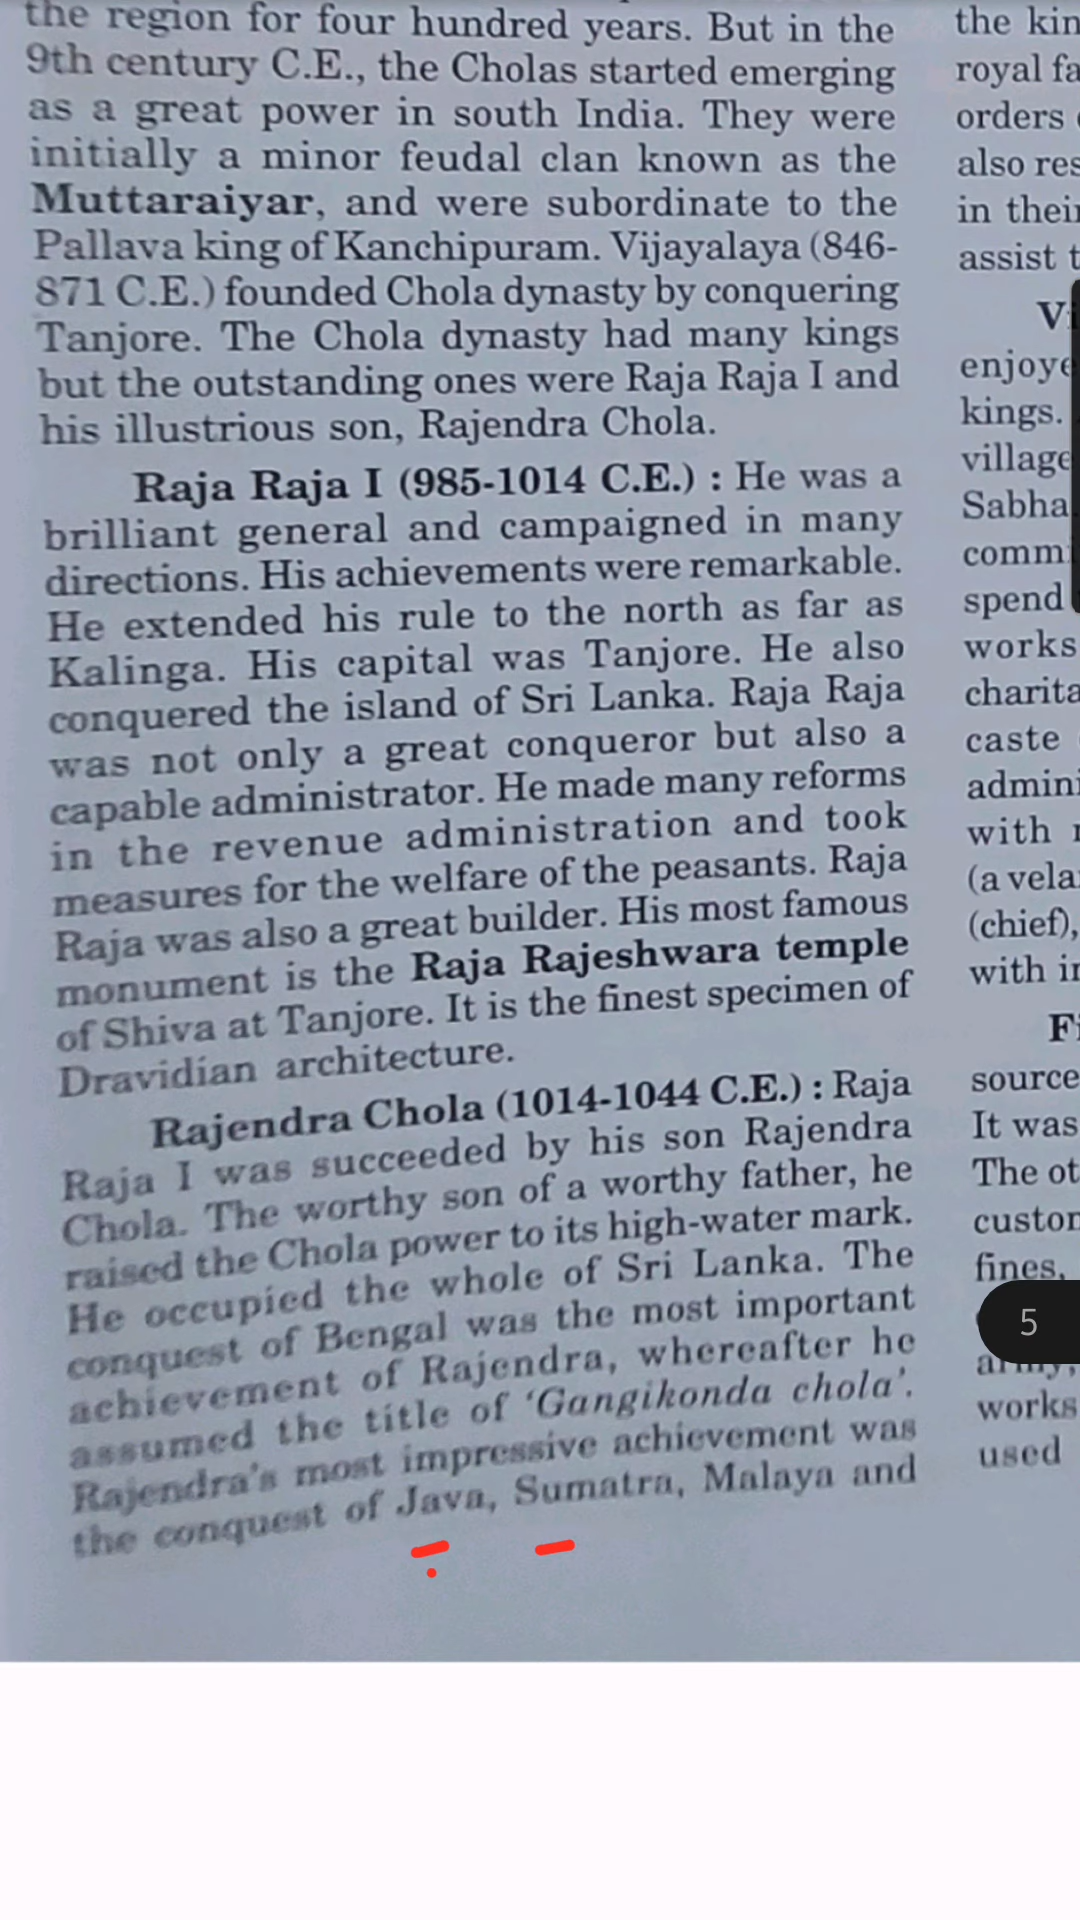 the region for four hundred years. But in the
9th century C.E., the Cholas started emerging
as a great power in south India. They were
initially a minor feudal clan known as the
Muttaraiyar, and were subordinate to the
Pallava king of Kanchipuram. Vijayalaya (846-
871 C.E.) founded Chola dynasty by conquering
Tanjore. The Chola dynasty had many kings
but the outstanding ones were Raja Raja I and
his illustrious son, Rajendra Chola.
Raja Raja I (985-1014 C.E.) : He was a
brilliant general and campaigned in many
directions. His achievements were remarkable.
He extended his rule to the north as far as
Kalinga. His capital was Tanjore. He also
conquered the island of Sri Lanka. Raja Raja
was not only a great conqueror but also a
capable administrator. He made many reforms
in the revenue administration and took
measures for the welfare of the peasants. Raja
Raja was also a great builder. His most famous
monument is the Raja Rajeshwara temple
of Shiva at Tanjore. It is the finest specimen of
Dravidian architecture.
Rajendra Chola (1014-1044 C.E.) : Raja
Raja I was succeeded by his son Rajendra
Chola. The worthy son of a worthy father, he
raised the Chola power to its high-water mark.
He occupied the whole of Sri Lanka. The
conquest of Bengal was the most important
achievement of Rajendra, whereafter he
assumed the title of ‘Gangikonda chola’.
Rajendra's most impressive achievement was
the conquest of Java, Sumatra, Malaya and
the kin
royal fa
orders
also res
in their
assist t
Vi
enjoye
kings.
village
Sabha
comm
spend
works
charita
caste
admini
with
(a vela
(chief),
with in
Fi
source
It was
The ot
custom
fines,
5
army,
works
used